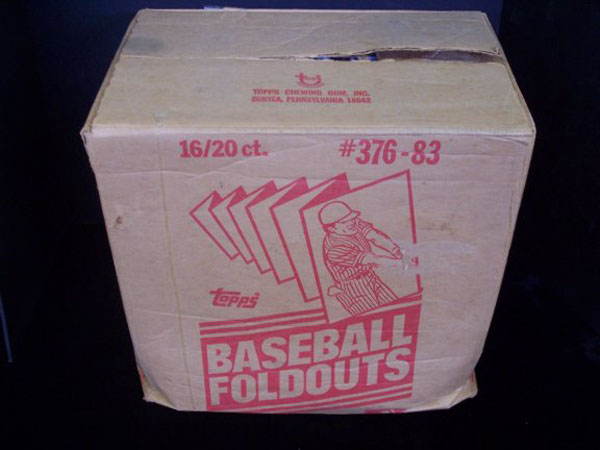 TOPPS CHEWING GUM, INC.
DURYEA, PENNSYLVANIA 18642
16/20 ct. #376-83
topps
BASEBALL
FOLDOUTS